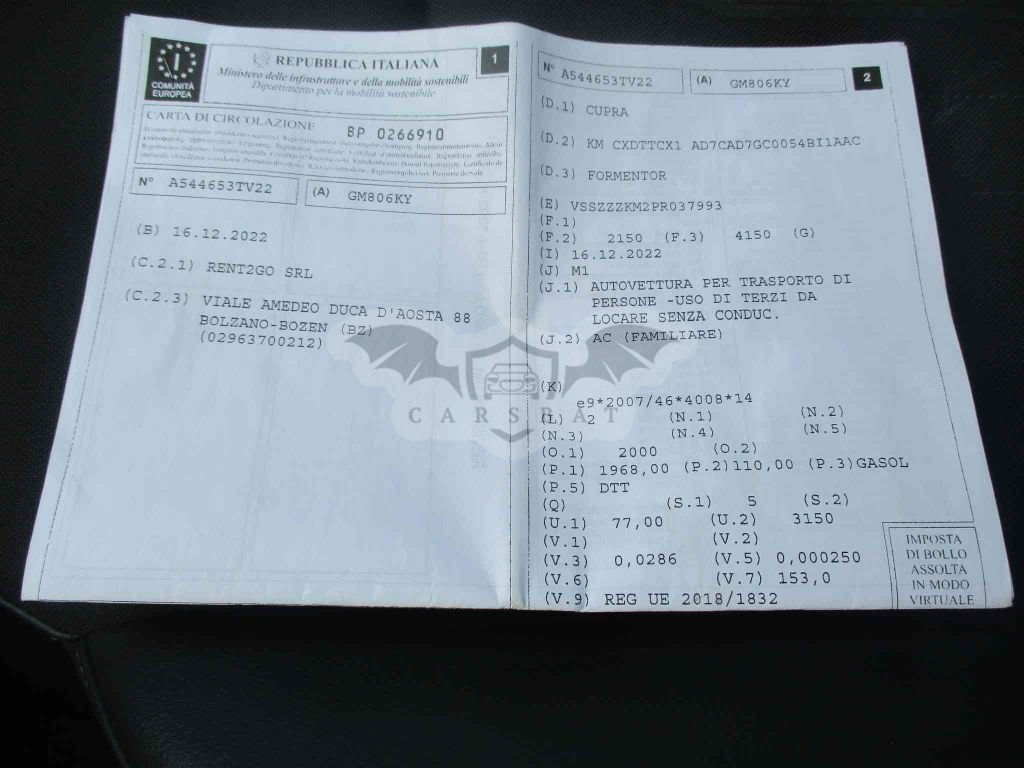 COMUNITÀ
EUROPEA
REPUBBLICA ITALIANA
Ministero delle infrastrutture e della mobilità sostenibili
Dipartimento per la mobilità sostenibile
1
CARTA DI CIRCOLAZIONE
BP 0266910
N° A544653TV22
(A) GM806KY
(B) 16.12.2022
(C.2.1) RENT2GO SRL
(C.2.3) VIALE AMEDEO DUCA D'AOSTA 88
BOLZANO-BOZEN (BZ)
(02963700212)
N° A544653TV22
(A) GM806KY
2
(D.1) CUPRA
(D.2) KM CXDTTCX1 AD7CAD7GC0054BI1AAC
(D.3) FORMENTOR
(E) VSSZZZKM2PR037993
(F.1)
(F.2) 2150 (F.3) 4150 (G)
(I) 16.12.2022
(J) M1
(J.1) AUTOVETTURA PER TRASPORTO DI
PERSONE -USO DI TERZI DA
LOCARE SENZA CONDUC.
(J.2) AC (FAMILIARE)
(K)
e9*2007/46*4008*14
(L) 2 (N.1) (N.2)
(N.3) (N.4) (N.5)
(O.1) 2000 (O.2)
(P.1) 1968,00 (P.2)110,00 (P.3)GASOL
(P.5) DTT
(Q) (S.1) 5 (S.2)
(U.1) 77,00 (U.2) 3150
(V.1) (V.2)
(V.3) 0,0286 (V.5) 0,000250
(V.6) (V.7) 153,0
(V.9) REG UE 2018/1832
IMPOSTA
DI BOLLO
ASSOLTA
IN MODO
VIRTUALE
CARSBAT